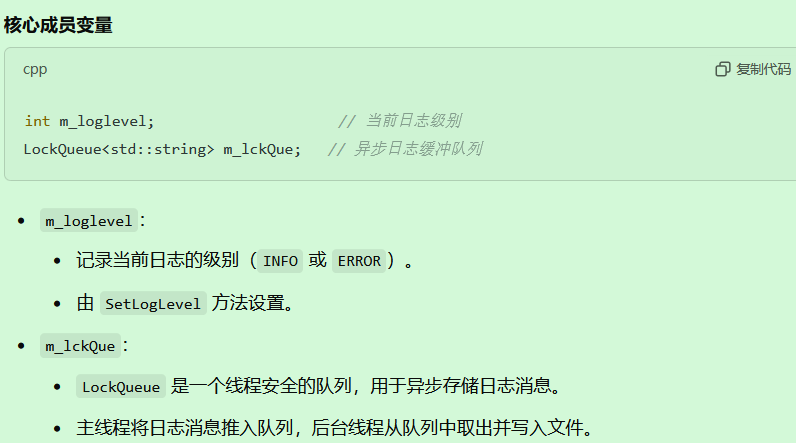 核心成员变量
cpp
复制代码
int m_loglevel; // 当前日志级别
LockQueue<std::string> m_lckQue; // 异步日志缓冲队列
m_loglevel：
记录当前日志的级别（INFO 或 ERROR）。
由 SetLogLevel 方法设置。
m_lckQue：
LockQueue 是一个线程安全的队列，用于异步存储日志消息。
主线程将日志消息推入队列，后台线程从队列中取出并写入文件。